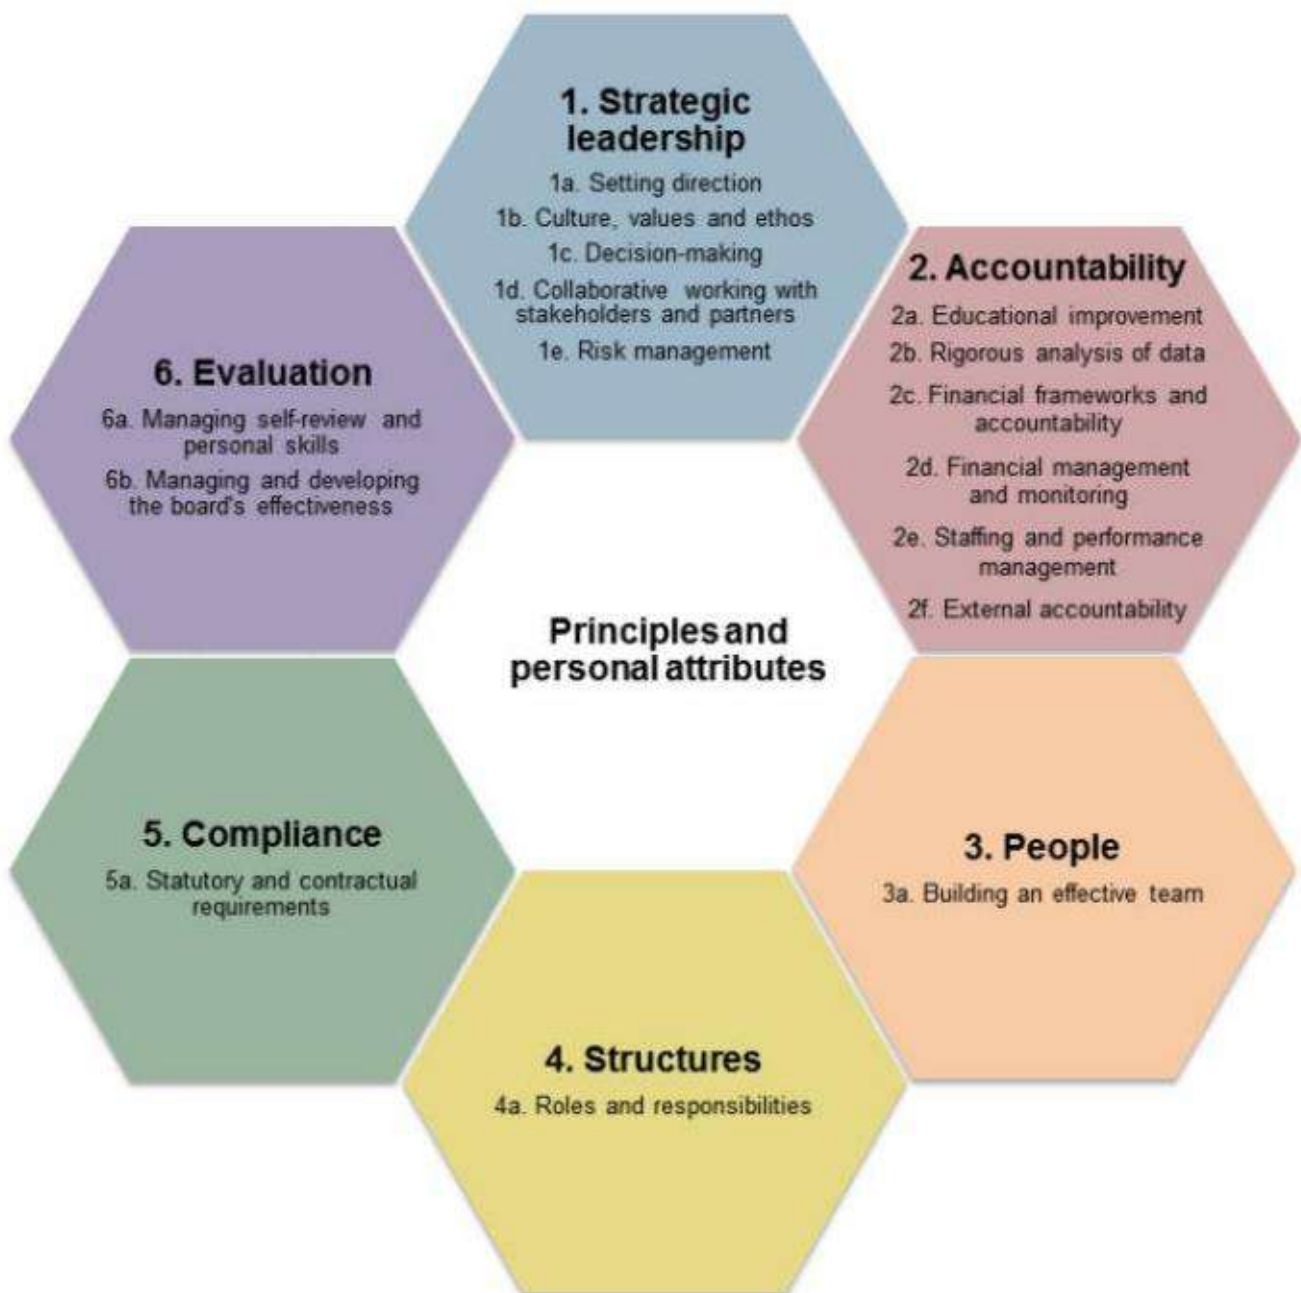 1. Strategic
leadership
1a. Setting direction
1b. Culture, values and ethos
1c. Decision-making
1d. Collaborative working with
stakeholders and partners
1e. Risk management
2. Accountability
2a. Educational improvement
2b. Rigorous analysis of data
2c. Financial frameworks and
accountability
2d. Financial management
and monitoring
2e. Staffing and performance
management
2f. External accountability
3. People
3a. Building an effective team
4. Structures
4a. Roles and responsibilities
5. Compliance
5a. Statutory and contractual
requirements
6. Evaluation
6a. Managing self-review and
personal skills
6b. Managing and developing
the board's effectiveness
Principles and
personal attributes